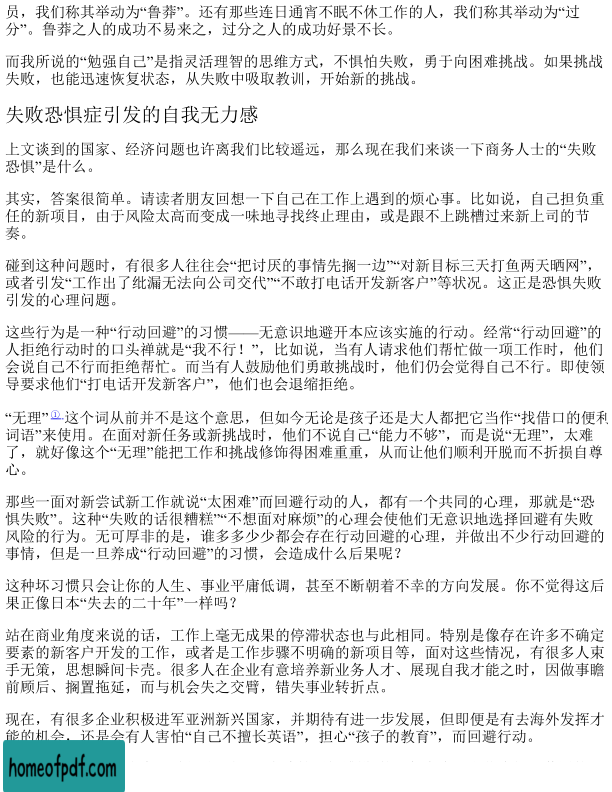 员，我们称其举动为“鲁莽”。还有那些连日通宵不眠不休工作的人，我们称其举动为“过
分”。鲁莽之人的成功不易来之，过分之人的成功好景不长。
而我所说的“勉强自己”是指灵活理智的思维方式，不惧怕失败，勇于向困难挑战。如果挑战
失败，也能迅速恢复状态，从失败中吸取教训，开始新的挑战。
失败恐惧症引发的自我无力感
上文谈到的国家、经济问题也许离我们比较遥远，那么现在我们来谈一下商务人士的“失败
恐惧”是什么。
其实，答案很简单。请读者朋友回想一下自己在工作上遇到的烦心事。比如说，自己担负重
任的新项目，由于风险太高而变成一味地寻找终止理由，或是跟不上跳槽过来新上司的节
奏。
碰到这种问题时，有很多人往往会“把讨厌的事情先搁一边”“对新目标三天打鱼两天晒网”，
或者引发“工作出了纰漏无法向公司交代”“不敢打电话开发新客户”等状况。这正是恐惧失败
引发的心理问题。
这些行为是一种“行动回避”的习惯——无意识地避开本应该实施的行动。经常“行动回避”的
人拒绝行动时的口头禅就是“我不行！”，比如说，当有人请求他们帮忙做一项工作时，他们
会说自己不行而拒绝帮忙。而当有人鼓励他们勇敢挑战时，他们仍会觉得自己不行。即使领
导要求他们“打电话开发新客户”，他们也会退缩拒绝。
“无理”①.这个词从前并不是这个意思，但如今无论是孩子还是大人都把它当作“找借口的便利
词语”来使用。在面对新任务或新挑战时，他们不说自己“能力不够”，而是说“无理”，太难
了，就好像这个“无理”能把工作和挑战修饰得困难重重，从而让他们顺利开脱而不折损自尊
心。
那些一面对新尝试新工作就说“太困难”而回避行动的人，都有一个共同的心理，那就是“恐
惧失败”。这种“失败的话很糟糕”“不想面对麻烦”的心理会使他们无意识地选择回避有失败
风险的行为。无可厚非的是，谁多多少少都会存在行动回避的心理，并做出不少行动回避的
事情，但是一旦养成“行动回避”的习惯，会造成什么后果呢？
这种坏习惯只会让你的人生、事业平庸低调，甚至不断朝着不幸的方向发展。你不觉得这后
果正像日本“失去的二十年”一样吗？
站在商业角度来说的话，工作上毫无成果的停滞状态也与此相同。特别是像存在许多不确定
要素的新客户开发的工作，或者是工作步骤不明确的新项目等，面对这些情况，有很多人束
手无策，思想瞬间卡壳。很多人在企业有意培养新业务人才、展现自我才能之时，因做事瞻
前顾后、搁置拖延，而与机会失之交臂，错失事业转折点。
现在，有很多企业积极进军亚洲新兴国家，并期待有进一步发展，但即便是有去海外发挥才
能的机会，还是会有人害怕“自己不擅长英语”，担心“孩子的教育”，而回避行动。
homeofpdf.com